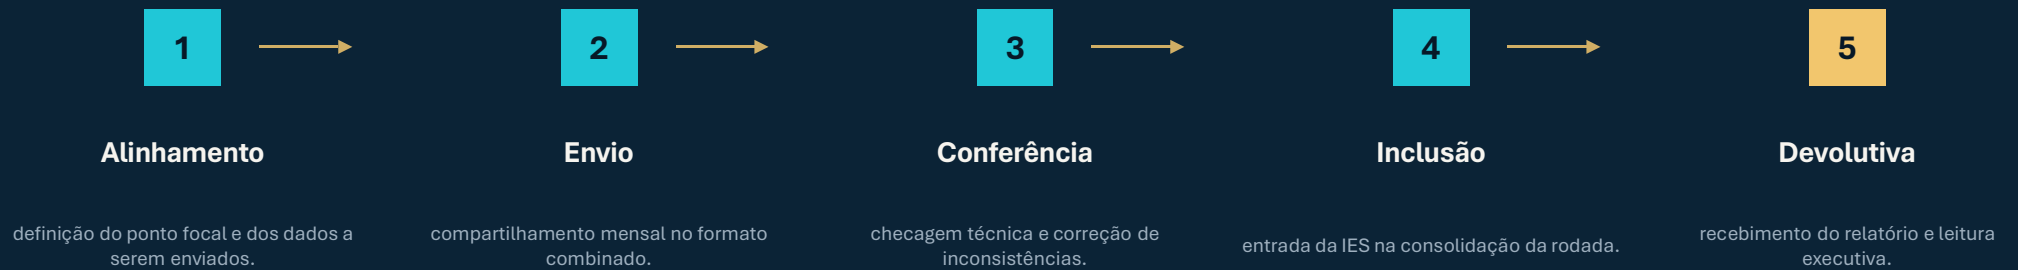 1
2
3
4
5
Alinhamento
Envio
Conferência
Inclusão
Devolutiva
definição do ponto focal e dos dados a
serem enviados.
compartilhamento mensal no formato
combinado.
checagem técnica e correção de
inconsistências.
entrada da IES na consolidação da rodada.
recebimento do relatório e leitura
executiva.